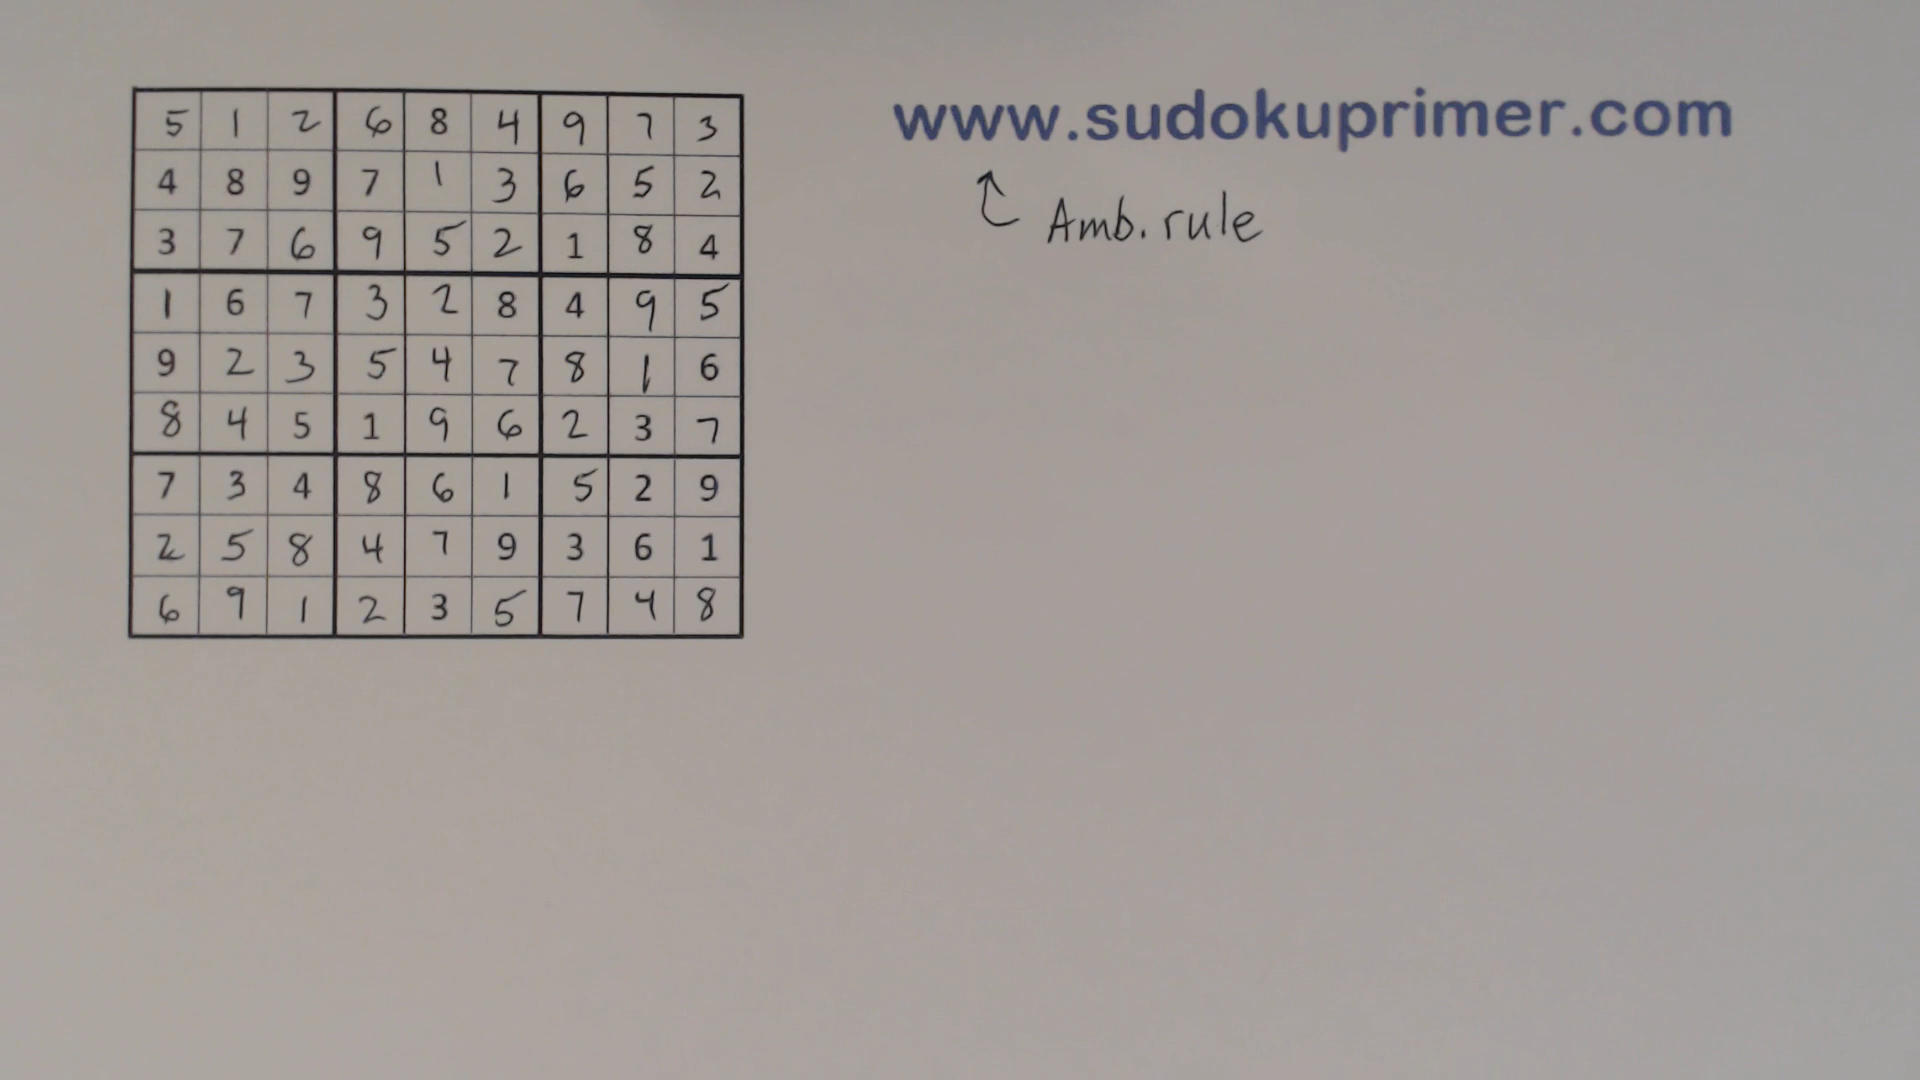 www.sudokuprimer.com
Amb. rule
5 1 2 6 8 4 9 7 3
4 8 9 7 1 3 6 5 2
3 7 6 9 5 2 1 8 4
1 6 7 3 2 8 4 9 5
9 2 3 5 4 7 8 1 6
8 4 5 1 9 6 2 3 7
7 3 4 8 6 1 5 2 9
2 5 8 4 7 9 3 6 1
6 9 1 2 3 5 7 4 8